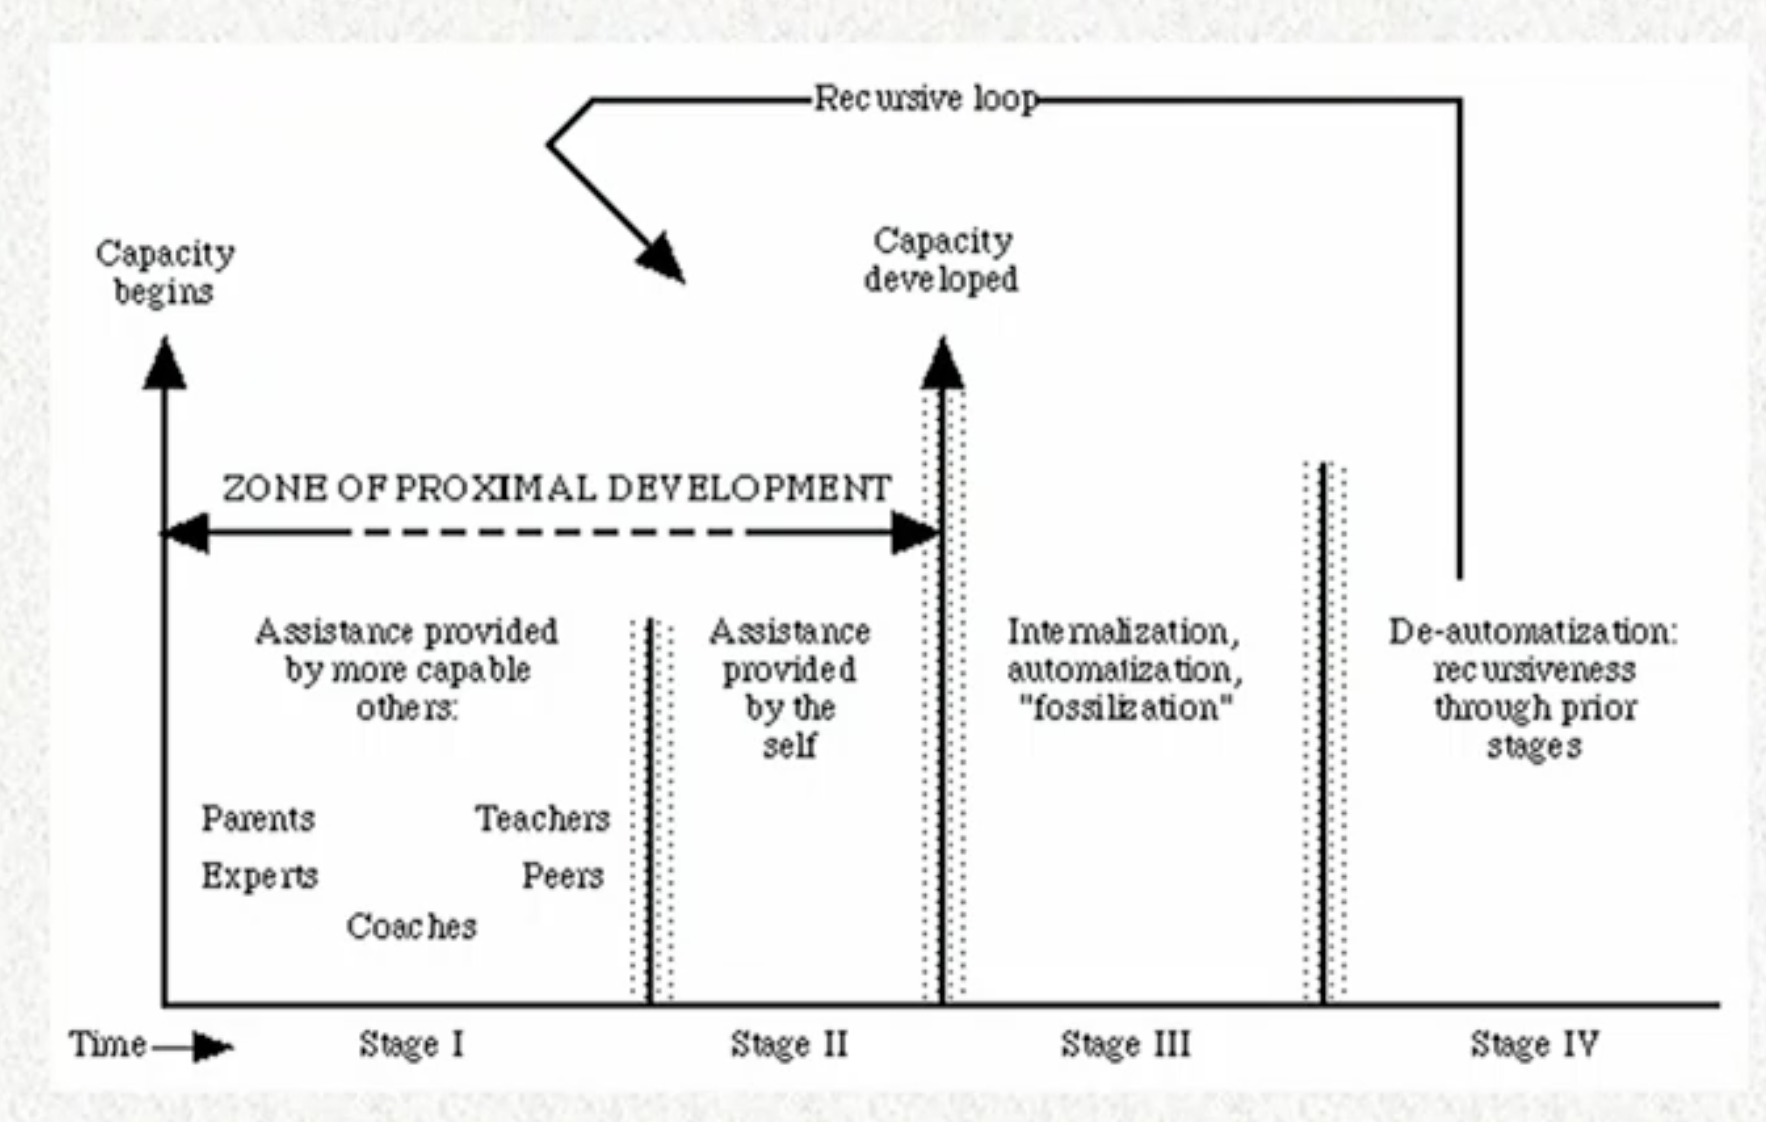 Recursive loop
Capacity
begins
Capacity
developed
ZONE OF PROXIMAL DEVELOPMENT
Assistance provided
by more capable
others:
Parents
Teachers
Experts
Peers
Coaches
Assistance
provided
by the
self
Internalization,
automatization,
"fossilization"
De-automatization:
recursiveness
through prior
stages
Time
Stage I
Stage II
Stage III
Stage IV